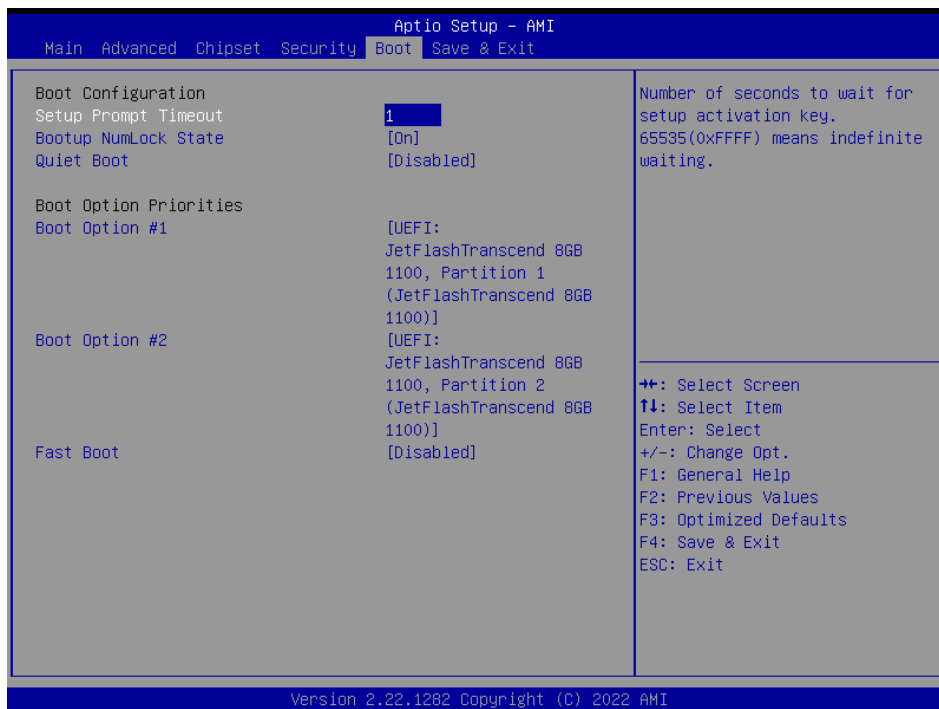 Aptio Setup - AMI
Main Advanced Chipset Security Boot Save & Exit
Boot Configuration
Setup Prompt Timeout 1
Bootup NumLock State [On]
Quiet Boot [Disabled]
Boot Option Priorities
Boot Option #1 [UEFI:
JetFlashTranscend 8GB
1100, Partition 1
(JetFlashTranscend 8GB
1100)]
Boot Option #2 [UEFI:
JetFlashTranscend 8GB
1100, Partition 2
(JetFlashTranscend 8GB
1100)]
Fast Boot [Disabled]
Number of seconds to wait for
setup activation key.
65535(0xFFFF) means indefinite
waiting.
→←: Select Screen
↑↓: Select Item
Enter: Select
+/-: Change Opt.
F1: General Help
F2: Previous Values
F3: Optimized Defaults
F4: Save & Exit
ESC: Exit
Version 2.22.1282 Copyright (C) 2022 AMI